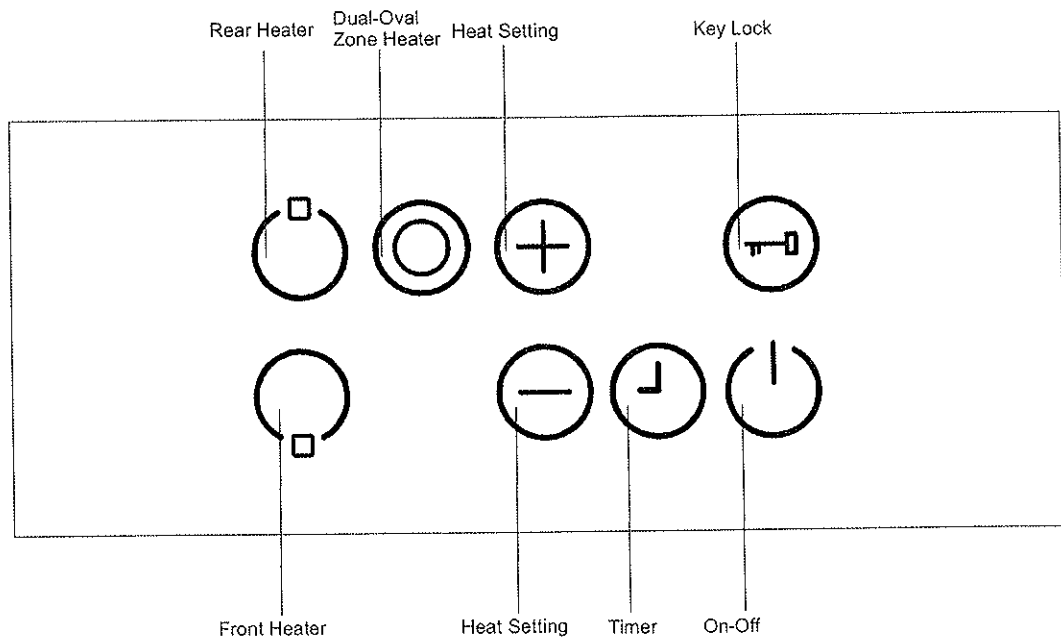 Rear Heater
Dual-Oval
Zone Heater
Heat Setting
Key Lock
Front Heater
Heat Setting
Timer
On-Off